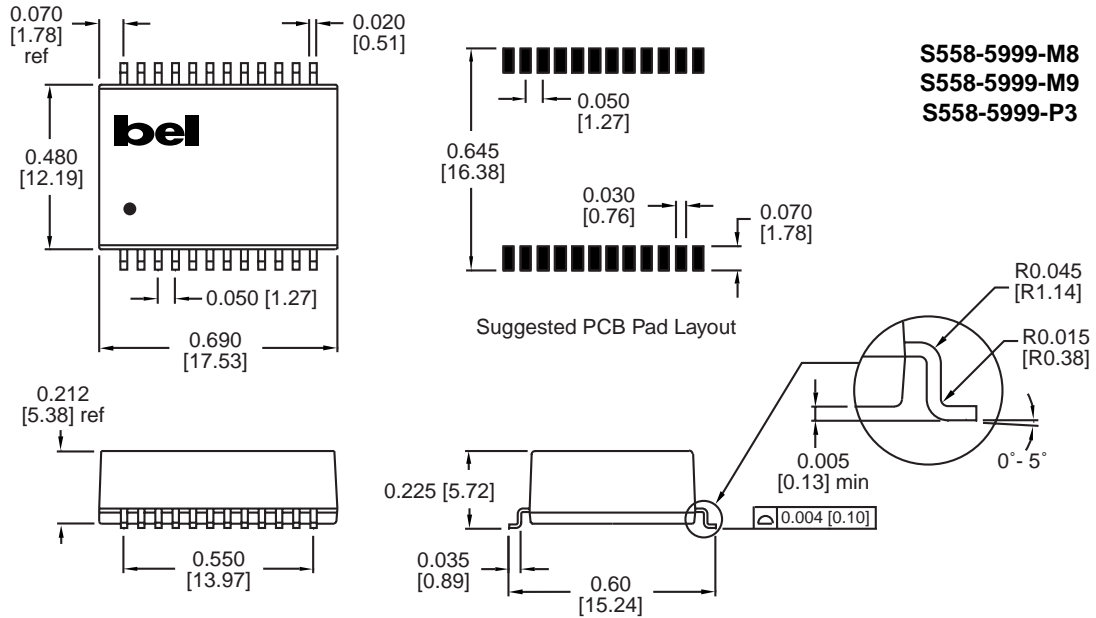 0.070
[1.78]
ref
0.020
[0.51]
S558-5999-M8
S558-5999-M9
S558-5999-P3
0.050
[1.27]
bel
0.480
[12.19]
0.645
[16.38]
0.030
[0.76]
0.070
[1.78]
0.050 [1.27]
0.690
[17.53]
Suggested PCB Pad Layout
R0.045
[R1.14]
R0.015
[R0.38]
0.212
[5.38] ref
0.225 [5.72]
0.005
[0.13] min
0°- 5°
0.004 [0.10]
0.550
[13.97]
0.035
[0.89]
0.60
[15.24]